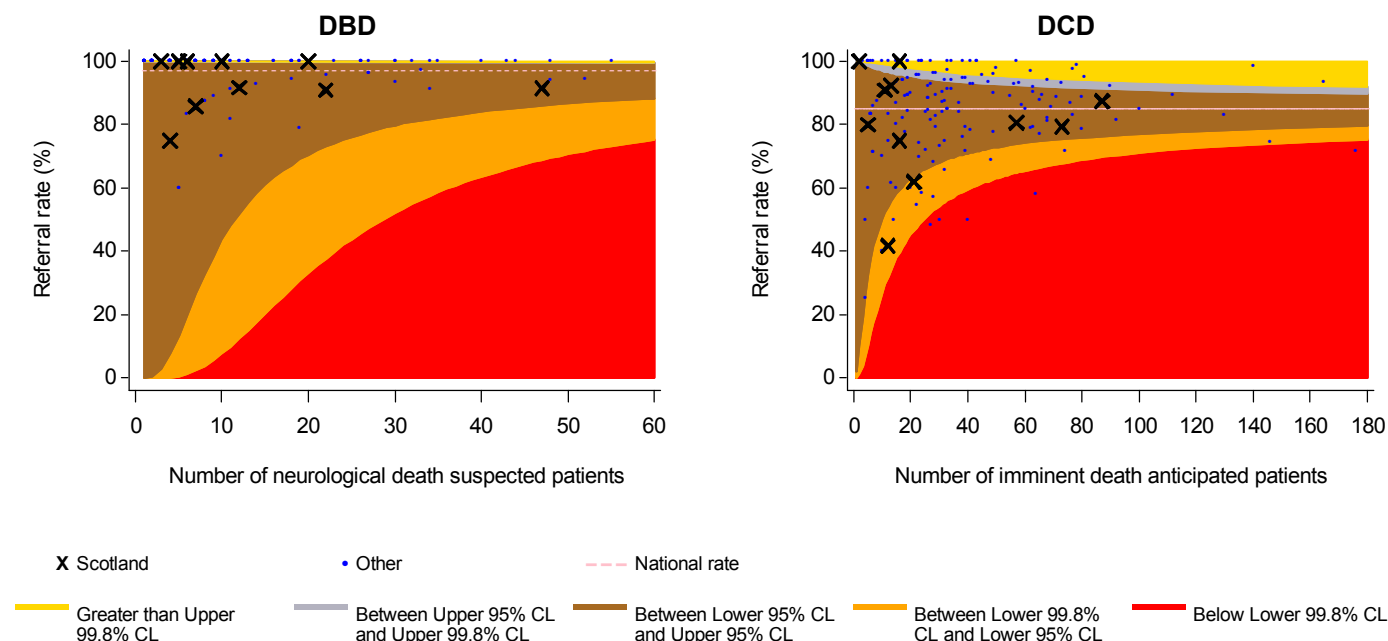 DBD
DCD
100
80
60
40
20
0
Referral rate (%)
0 10 20 30 40 50 60
Number of neurological death suspected patients
100
80
60
40
20
0
Referral rate (%)
0 20 40 60 80 100 120 140 160 180
Number of imminent death anticipated patients
X Scotland
Other
National rate
Greater than Upper
99.8% CL
Between Upper 95% CL
and Upper 99.8% CL
Between Lower 95% CL
and Upper 95% CL
Between Lower 99.8%
CL and Lower 95% CL
Below Lower 99.8% CL